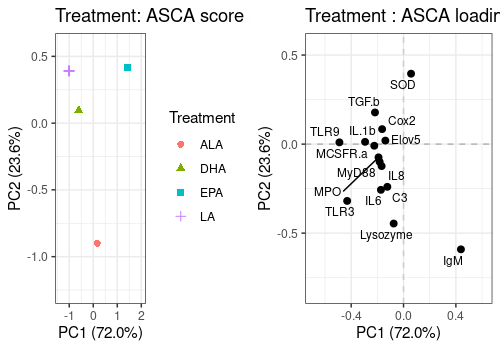 Treatment: ASCA score
PC2 (23.6%)
0.5
0.0
-0.5
-1.0
-1 0 1 2
PC1 (72.0%)
Treatment
ALA
DHA
EPA
LA
Treatment : ASCA loadin
PC2 (23.6%)
0.5
0.0
-0.5
SOD
TGF.b
Cox2
TLR9
IL.1b
Elov5
MCSFR.a
MyD88
IL8
MPO
IL6
C3
TLR3
Lysozyme
IgM
-0.4 0.0 0.4
PC1 (72.0%)